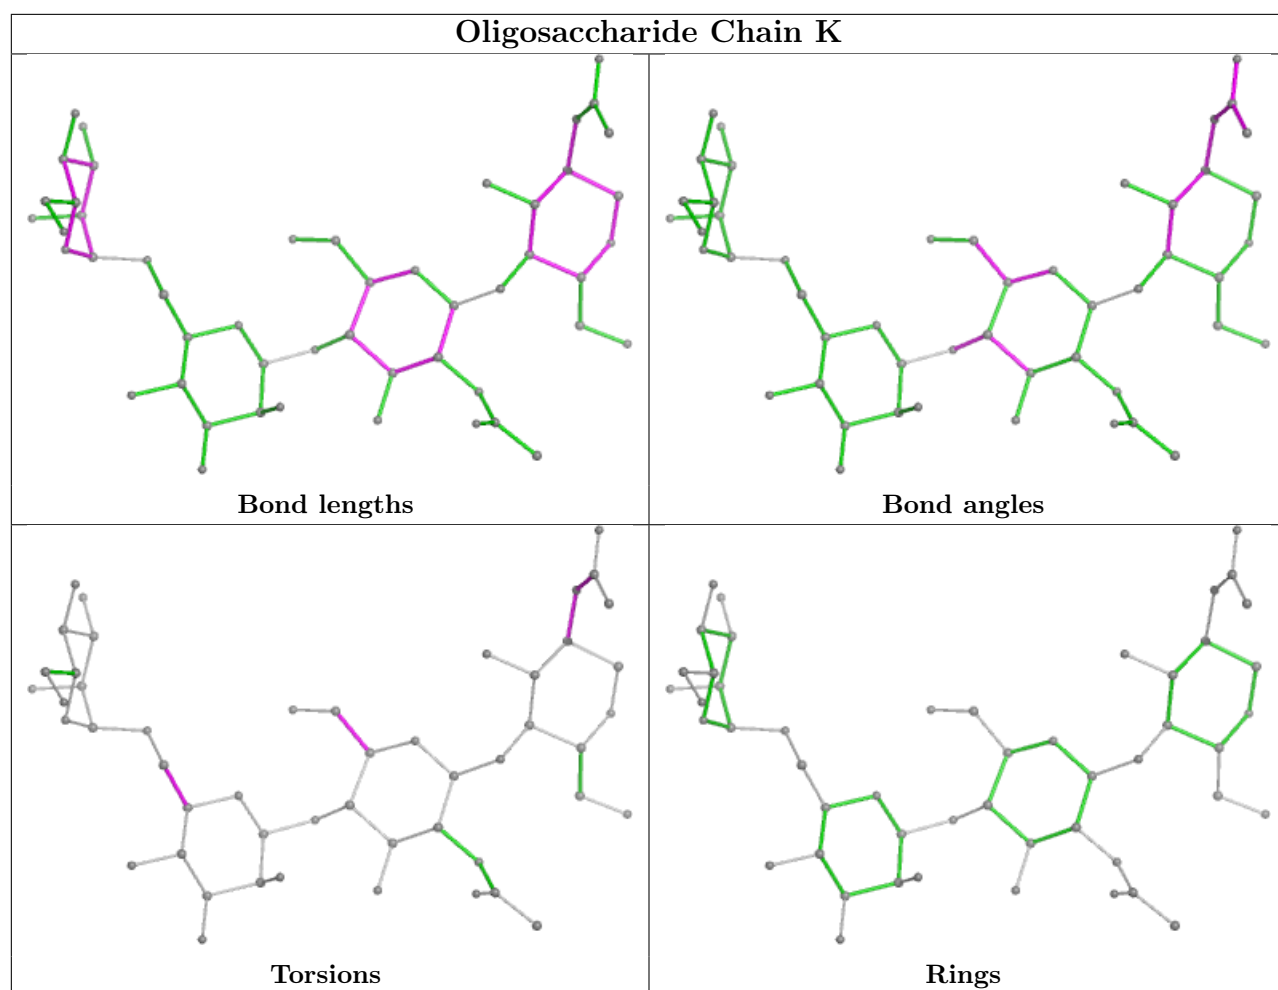 Oligosaccharide Chain K
Bond lengths
Bond angles
Torsions
Rings